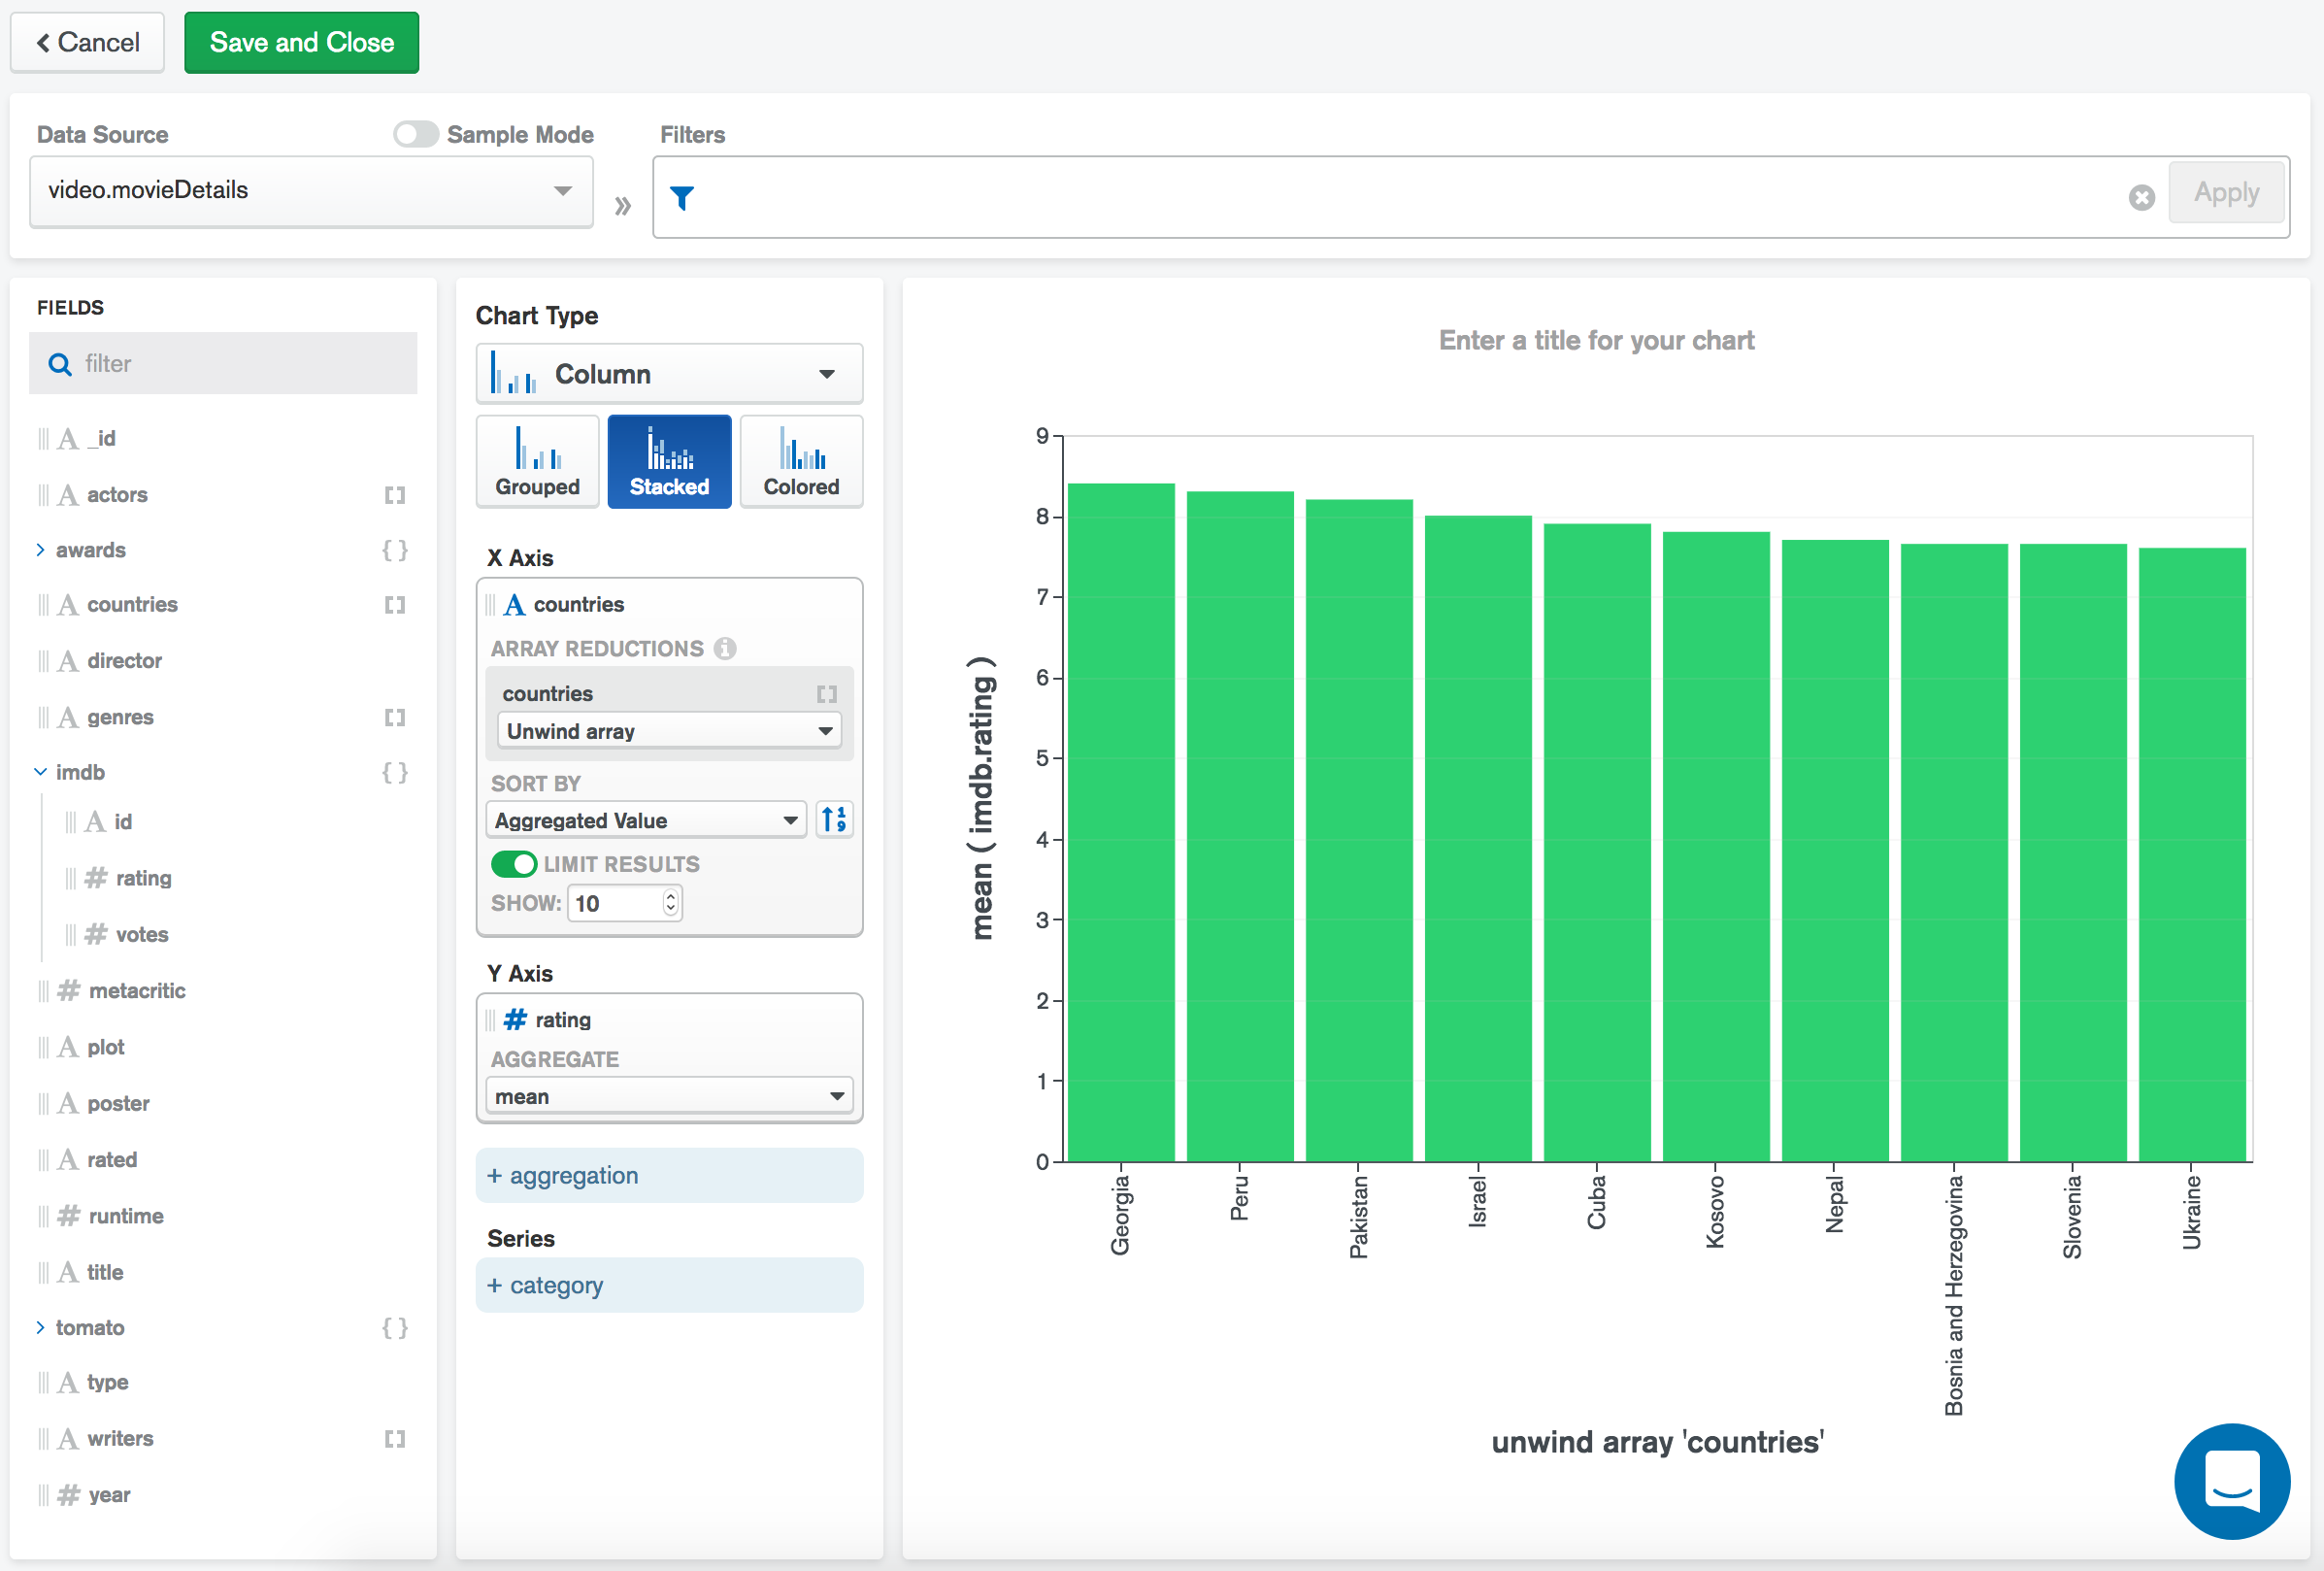 Cancel
Save and Close
Data Source
Sample Mode
Filters
video.movieDetails
»
Apply
FIELDS
filter
A _id
A actors [ ]
awards { }
A countries [ ]
A director
A genres [ ]
imdb { }
A id
# rating
# votes
# metacritic
A plot
A poster
A rated
# runtime
A title
tomato { }
A type
A writers [ ]
# year
Chart Type
Column
Grouped
Stacked
Colored
X Axis
A countries
ARRAY REDUCTIONS i
countries [ ]
Unwind array
SORT BY
Aggregated Value
1
9
LIMIT RESULTS
SHOW: 10
Y Axis
# rating
AGGREGATE
mean
+ aggregation
Series
+ category
Enter a title for your chart
mean ( imdb.rating )
9
8
7
6
5
4
3
2
1
0
Georgia
Peru
Pakistan
Israel
Cuba
Kosovo
Nepal
Bosnia and Herzegovina
Slovenia
Ukraine
unwind array 'countries'